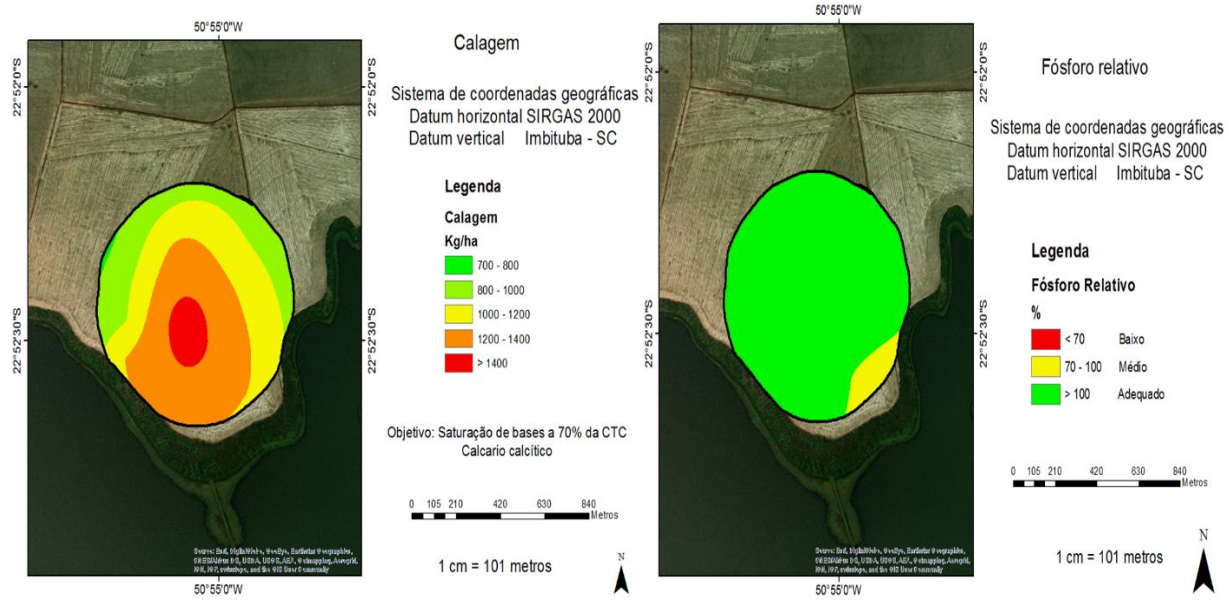 50°55'0"W
22°52'0"S
22°52'30"S
Calagem
Sistema de coordenadas geográficas
Datum horizontal SIRGAS 2000
Datum vertical Imbituba - SC
Legenda
Calagem
Kg/ha
700 - 800
800 - 1000
1000 - 1200
1200 - 1400
> 1400
Objetivo: Saturação de bases a 70% da CTC
Calcario calcítico
0 105 210 420 630 840
Metros
1 cm = 101 metros
N
22°52'0"S
22°52'30"S
50°55'0"W
50°55'0"W
22°52'0"S
22°52'30"S
Fósforo relativo
Sistema de coordenadas geográficas
Datum horizontal SIRGAS 2000
Datum vertical Imbituba - SC
Legenda
Fósforo Relativo
%
< 70 Baixo
70 - 100 Médio
> 100 Adequado
0 105 210 420 630 840
Metros
1 cm = 101 metros
N
22°52'0"S
22°52'30"S
50°55'0"W